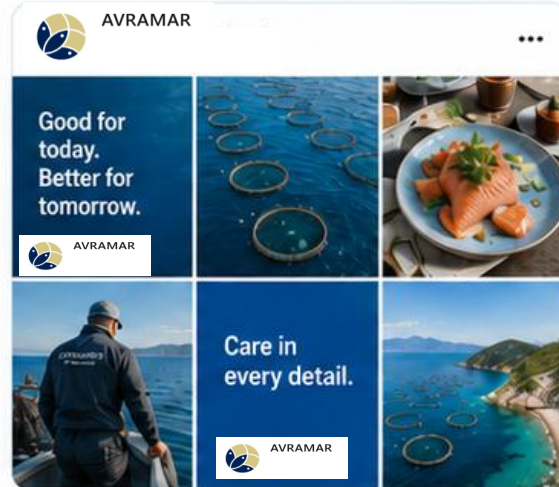 AVRAMAR
Good for
today.
Better for
tomorrow.
AVRAMAR
Care in
every detail.
AVRAMAR